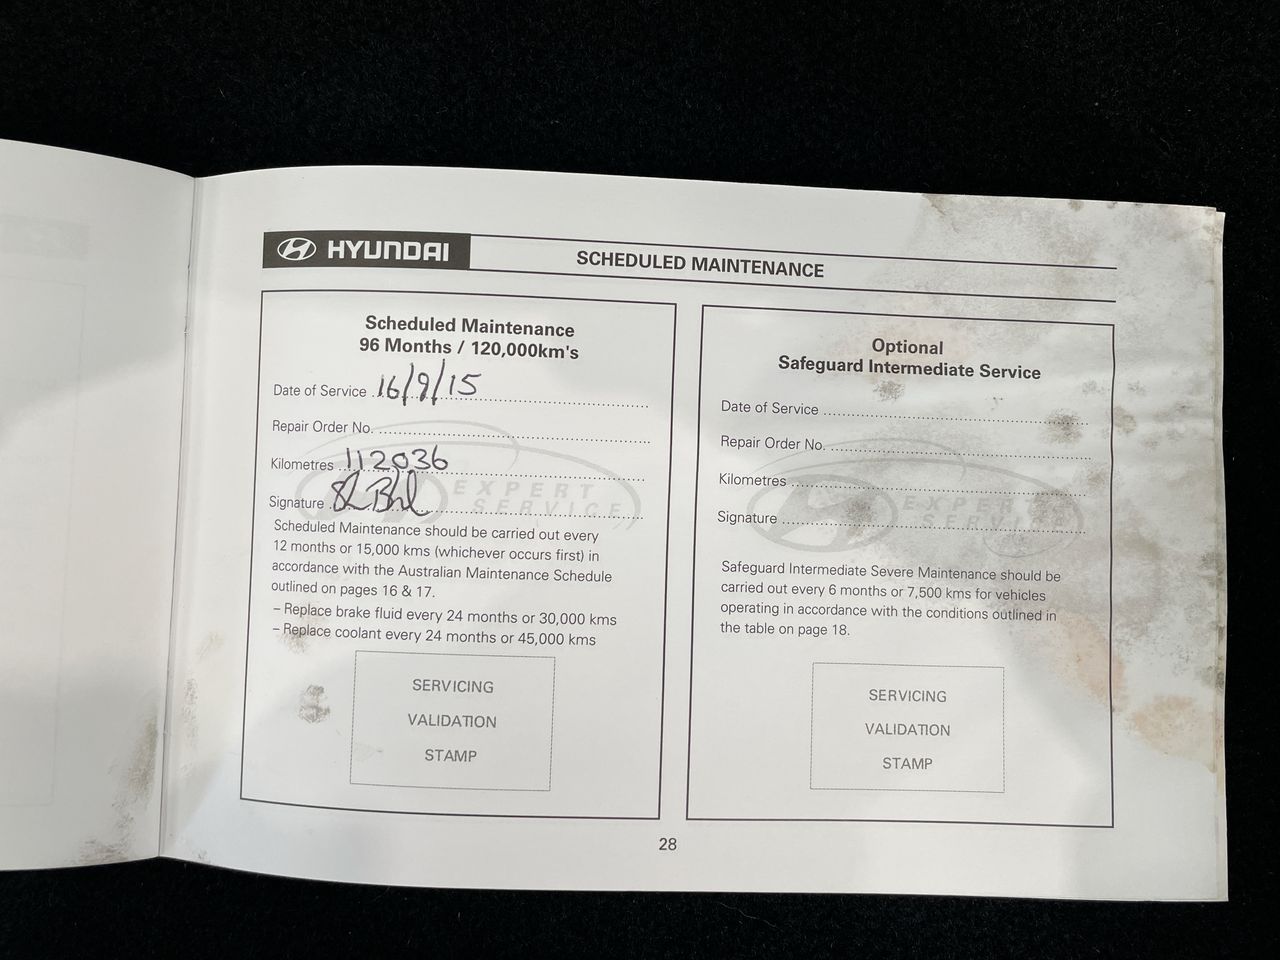 HYUNDAI
SCHEDULED MAINTENANCE
Scheduled Maintenance
96 Months / 120,000km's
Date of Service 16/9/15
Repair Order No.
Kilometres 112036
Signature
EXPERT
SERVICE
Scheduled Maintenance should be carried out every
12 months or 15,000 kms (whichever occurs first) in
accordance with the Australian Maintenance Schedule
outlined on pages 16 & 17.
– Replace brake fluid every 24 months or 30,000 kms
– Replace coolant every 24 months or 45,000 kms
SERVICING
VALIDATION
STAMP
Optional
Safeguard Intermediate Service
Date of Service
Repair Order No.
Kilometres
Signature
EXPERT
SERVICE
Safeguard Intermediate Severe Maintenance should be
carried out every 6 months or 7,500 kms for vehicles
operating in accordance with the conditions outlined in
the table on page 18.
SERVICING
VALIDATION
STAMP
28